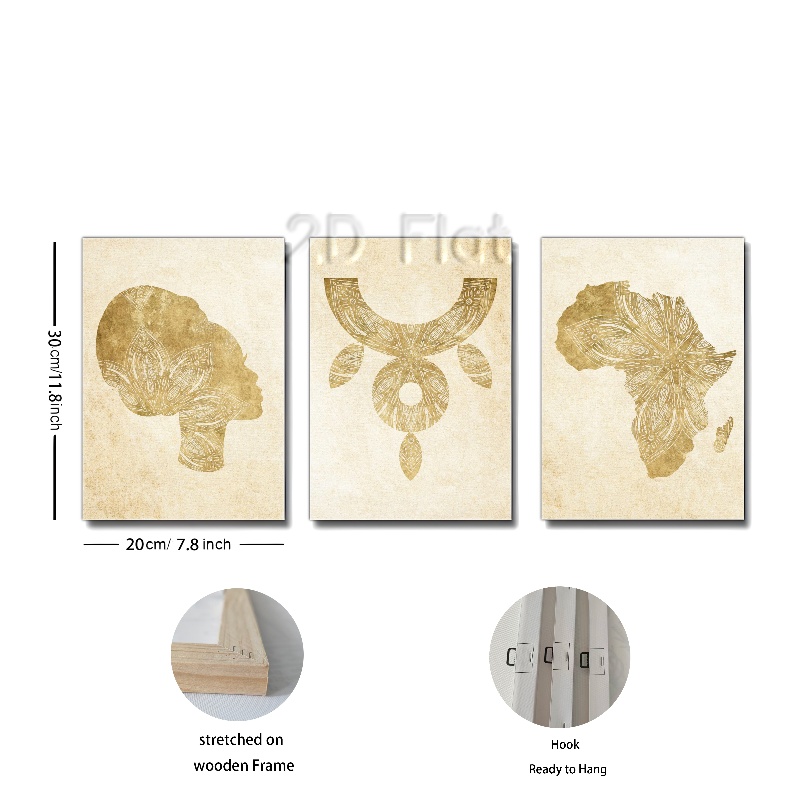 2D Flat
30cm/11.8inch
20cm/ 7.8 inch
stretched on
wooden Frame
Hook
Ready to Hang